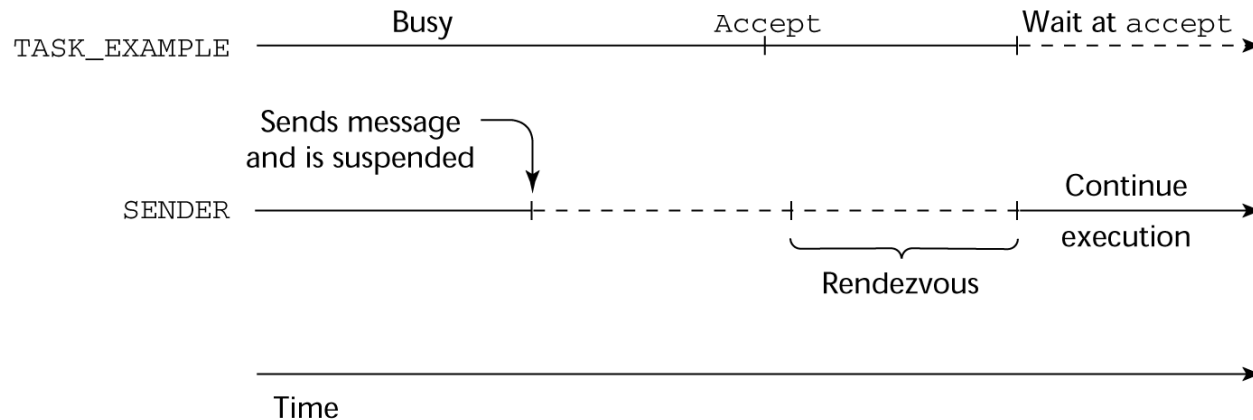 Busy
Accept
Wait at accept
TASK_EXAMPLE
Sends message
and is suspended
SENDER
Continue
execution
Rendezvous
Time